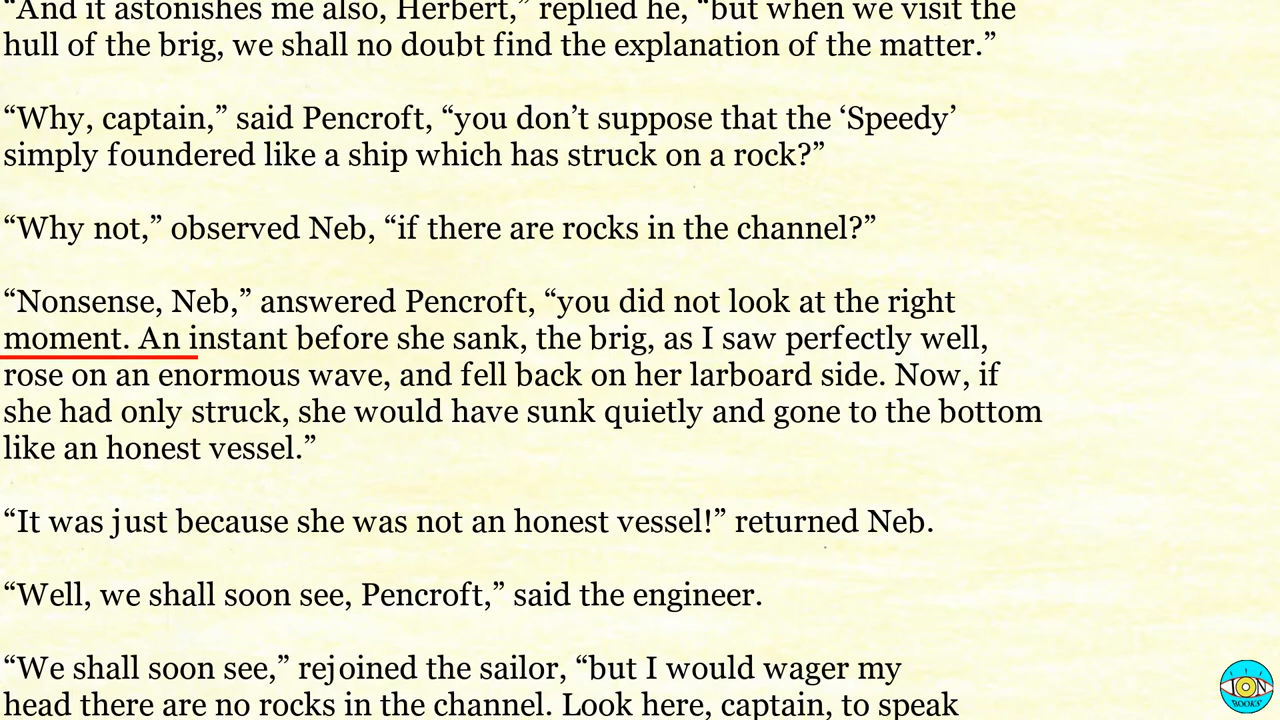 “And it astonishes me also, Herbert,” replied he, “but when we visit the
hull of the brig, we shall no doubt find the explanation of the matter.”
“Why, captain,” said Pencroft, “you don’t suppose that the ‘Speedy’
simply foundered like a ship which has struck on a rock?”
“Why not,” observed Neb, “if there are rocks in the channel?”
“Nonsense, Neb,” answered Pencroft, “you did not look at the right
moment. An instant before she sank, the brig, as I saw perfectly well,
rose on an enormous wave, and fell back on her larboard side. Now, if
she had only struck, she would have sunk quietly and gone to the bottom
like an honest vessel.”
“It was just because she was not an honest vessel!” returned Neb.
“Well, we shall soon see, Pencroft,” said the engineer.
“We shall soon see,” rejoined the sailor, “but I would wager my
head there are no rocks in the channel. Look here, captain, to speak
ION
BOOKS